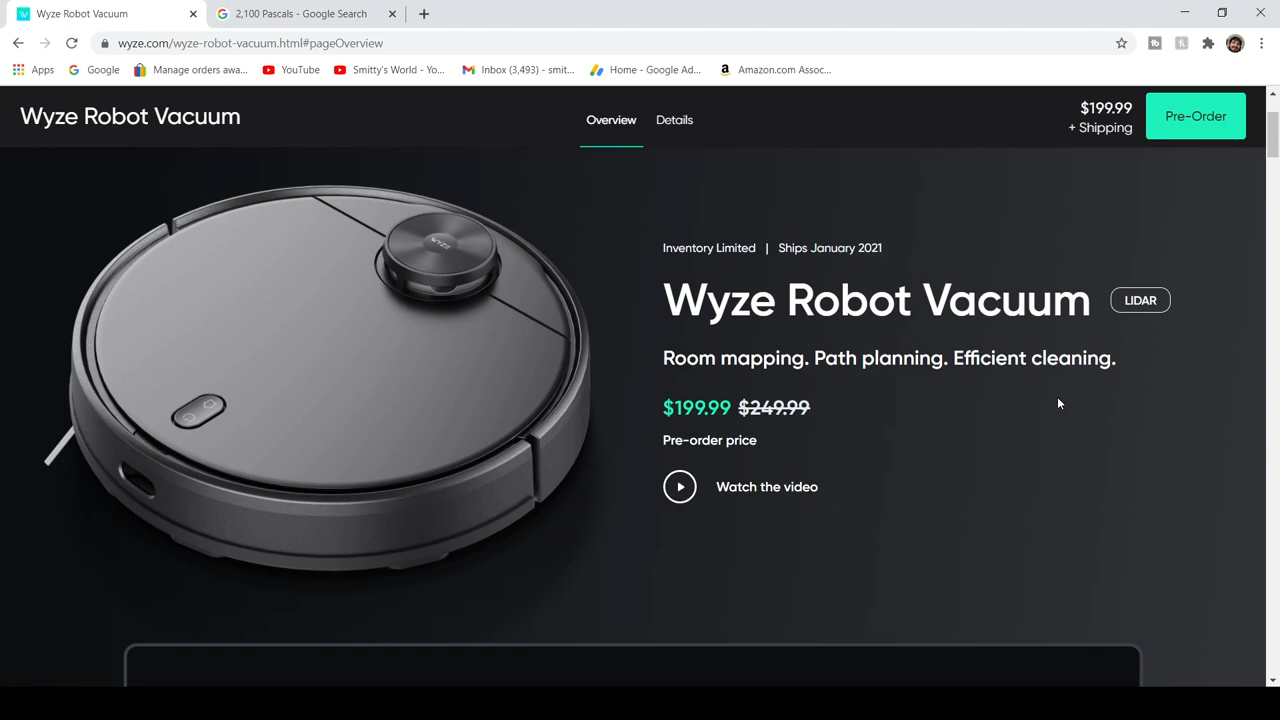 Wyze Robot Vacuum
2,100 Pascals - Google Search
wyze.com/wyze-robot-vacuum.html#pageOverview
Apps
Google
Manage orders awa...
YouTube
Smitty's World - Yo...
Inbox (3,493) - smit...
Home - Google Ad...
Amazon.com Assoc...
Wyze Robot Vacuum
Overview
Details
$199.99
+ Shipping
Pre-Order
WYZE
Inventory Limited | Ships January 2021
Wyze Robot Vacuum
LIDAR
Room mapping. Path planning. Efficient cleaning.
$199.99 $249.99
Pre-order price
Watch the video